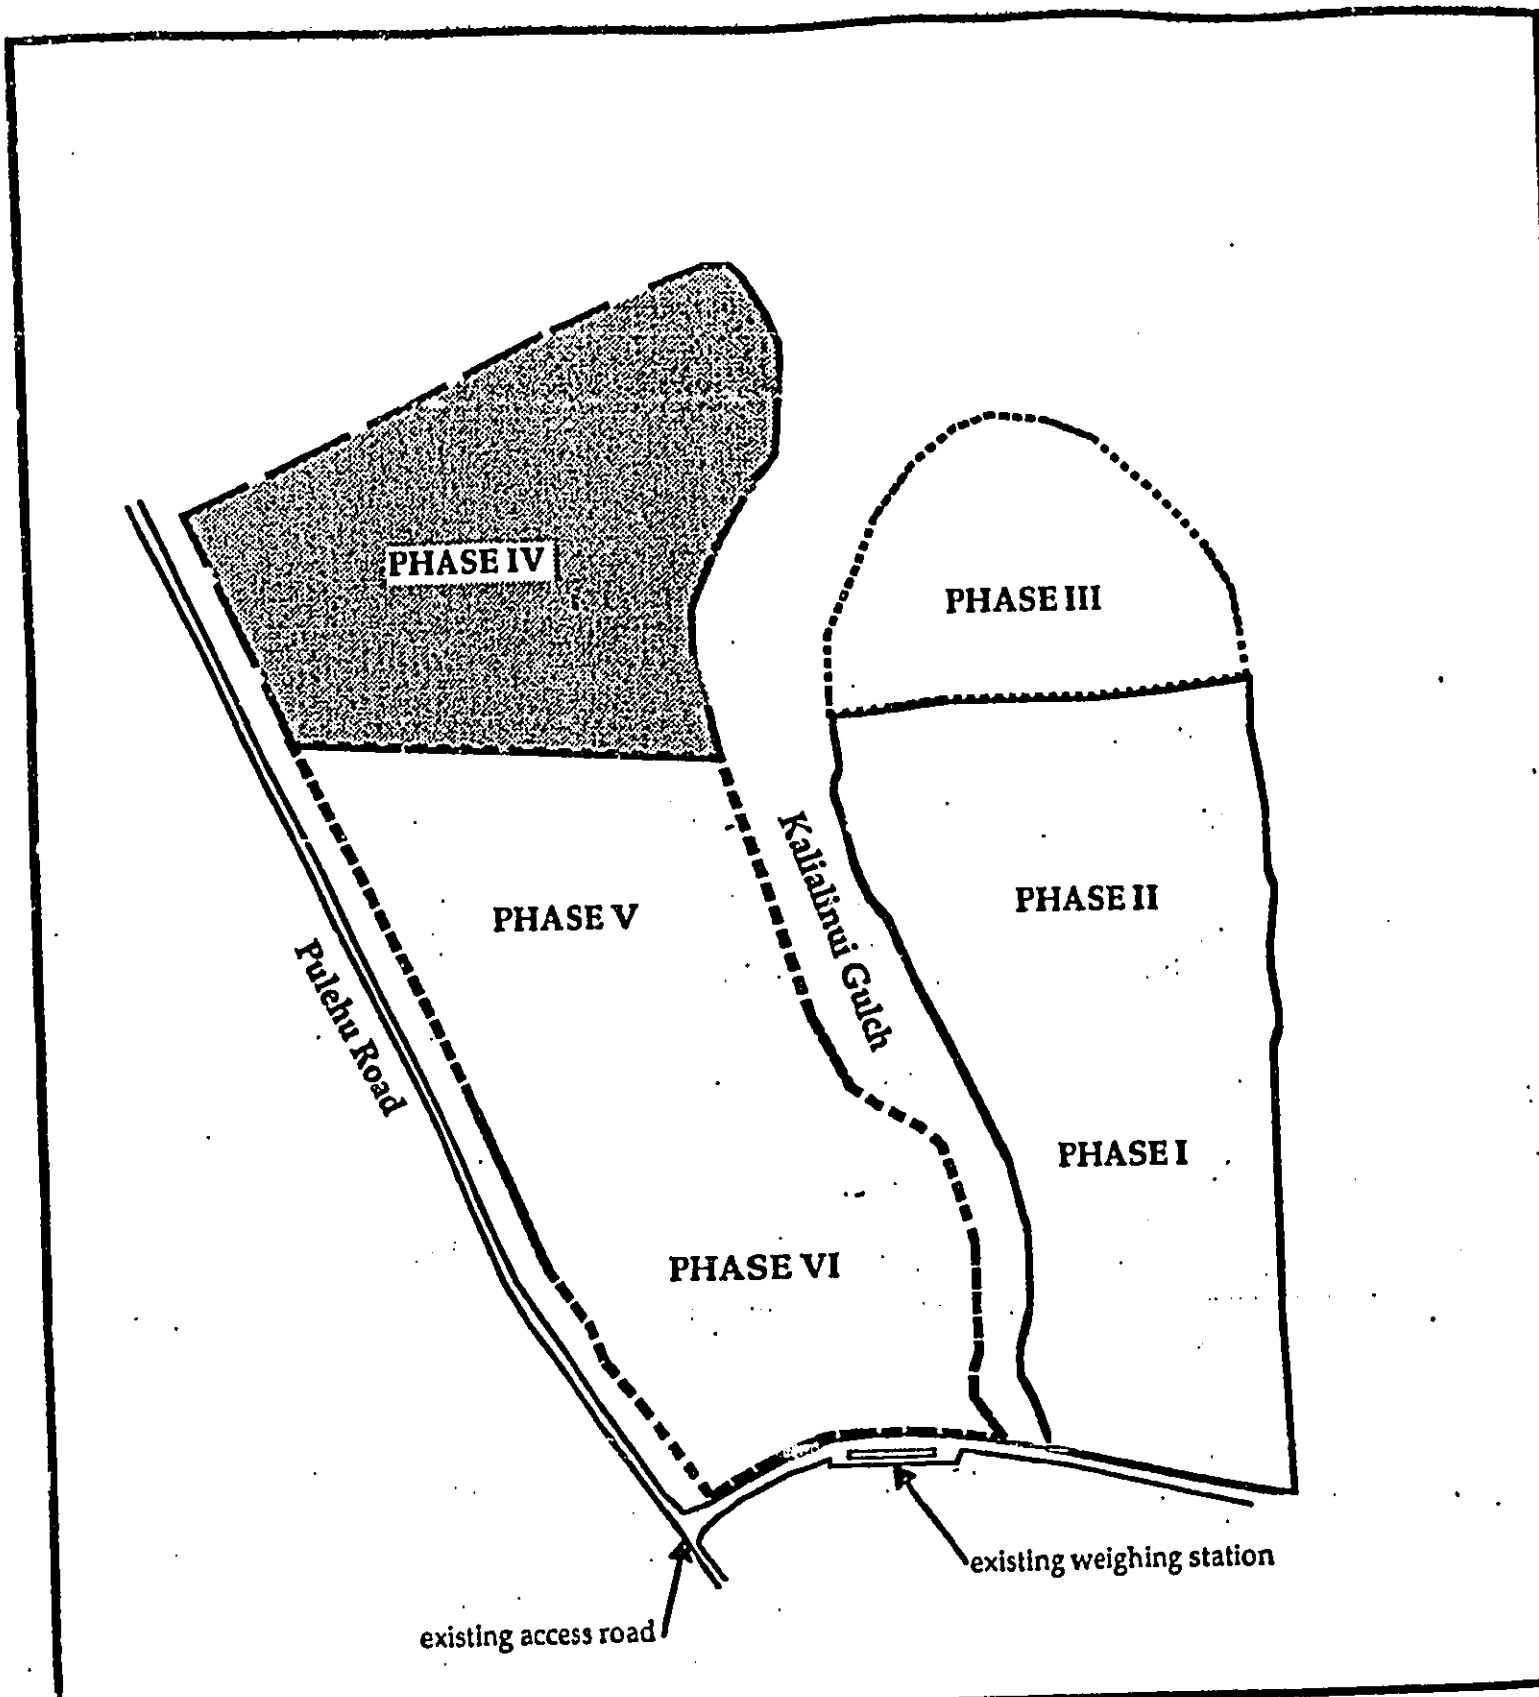 PHASE IV
PHASE III
PHASE II
PHASE V
Kalialinui Gulch
Pulehu Road
PHASE I
PHASE VI
existing weighing station
existing access road